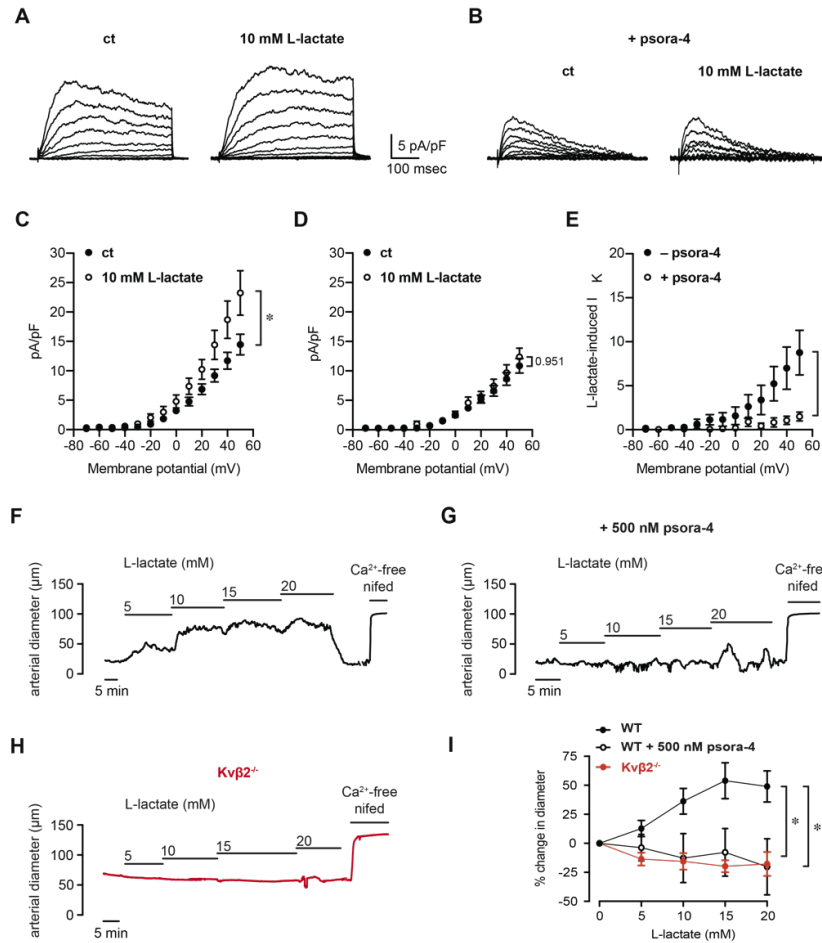 A
ct
10 mM L-lactate
5 pA/pF
100 msec
B
+ psora-4
ct
10 mM L-lactate
C
30
25
20
15
10
5
0
pA/pF
ct
10 mM L-lactate
*
-80 -60 -40 -20 0 20 40 60
Membrane potential (mV)
D
30
25
20
15
10
5
0
pA/pF
ct
10 mM L-lactate
0.951
-80 -60 -40 -20 0 20 40 60
Membrane potential (mV)
E
20
15
10
5
0
L-lactate-induced I
K
– psora-4
+ psora-4
-80 -60 -40 -20 0 20 40 60
Membrane potential (mV)
F
L-lactate (mM)
Ca²⁺-free
nifed
150
100
50
0
arterial diameter (µm)
5
10
15
20
5 min
G
+ 500 nM psora-4
L-lactate (mM)
Ca²⁺-free
nifed
150
100
50
0
arterial diameter (µm)
5
10
15
20
5 min
H
Kvβ2⁻/⁻
L-lactate (mM)
Ca²⁺-free
nifed
150
100
50
0
arterial diameter (µm)
5
10
15
20
5 min
I
WT
WT + 500 nM psora-4
Kvβ2⁻/⁻
75
50
25
0
-25
-50
% change in diameter
*
*
0 5 10 15 20
L-lactate (mM)